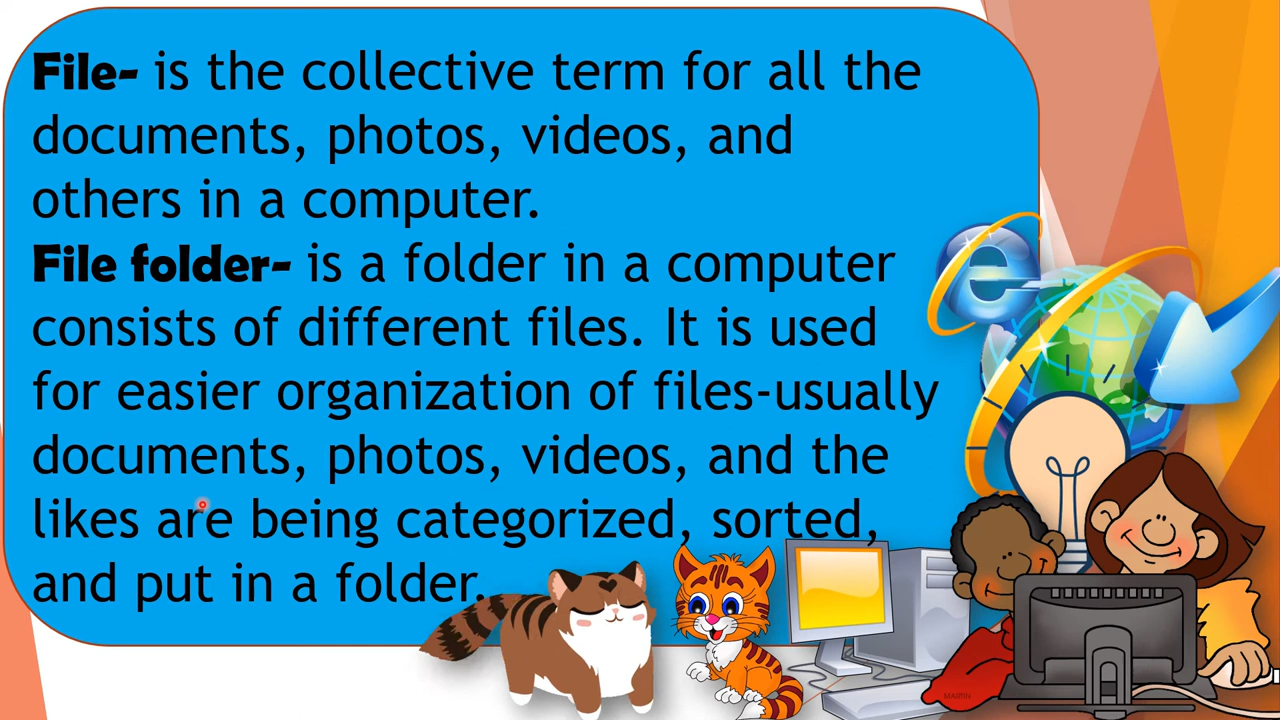 File- is the collective term for all the
documents, photos, videos, and
others in a computer.
File folder- is a folder in a computer
consists of different files. It is used
for easier organization of files-usually
documents, photos, videos, and the
likes are being categorized, sorted,
and put in a folder.